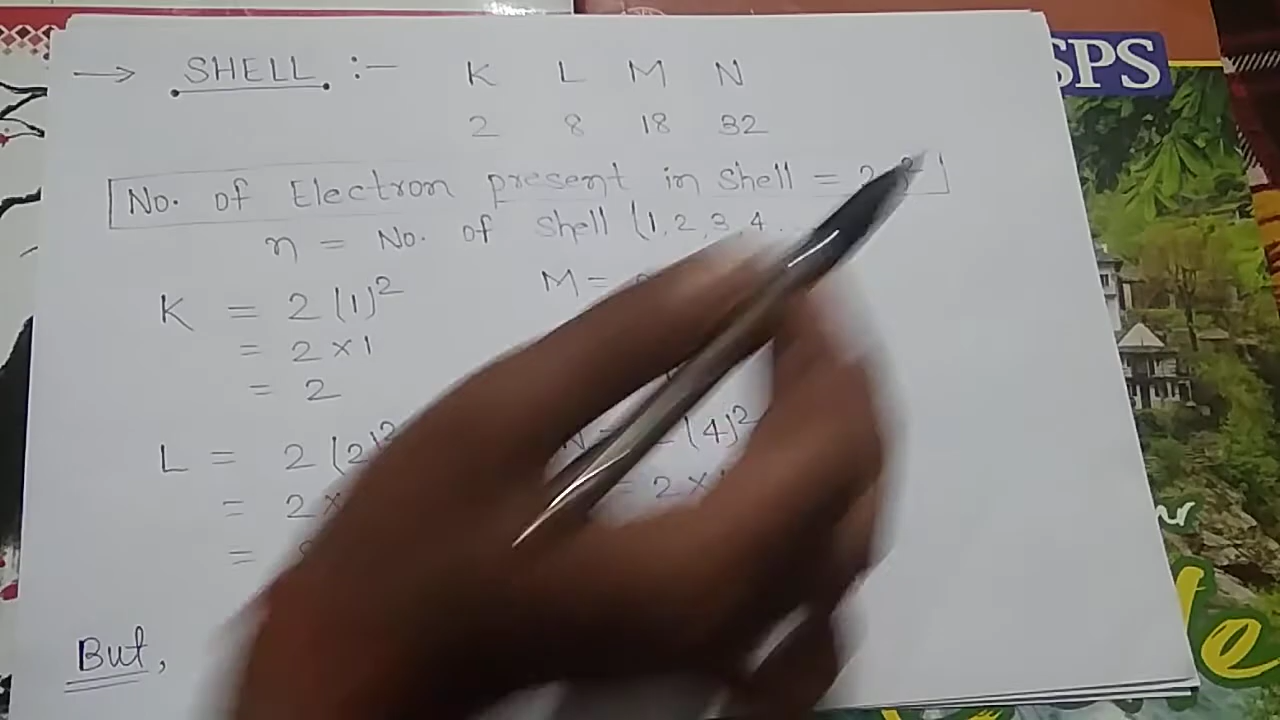 → SHELL :- K L M N
2 8 18 32
No. of Electron present in Shell = 2
n = No. of Shell (1, 2, 3, 4
K = 2 (1)²
= 2 × 1
= 2
L = 2 (2)²
= 2 ×
=
M =
(4)²
= 2 ×
But,
SPS